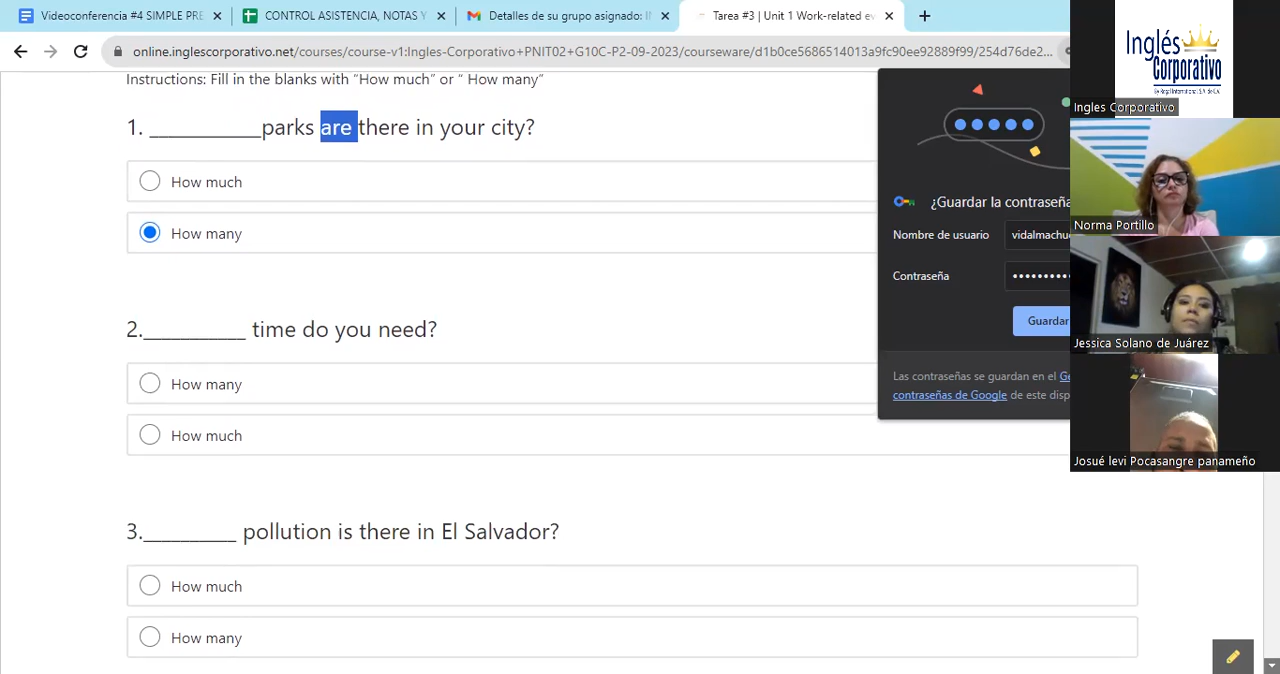 Videoconferencia #4 SIMPLE PRE
CONTROL ASISTENCIA, NOTAS Y
Detalles de su grupo asignado: I
Tarea #3 | Unit 1 Work-related ev
online.inglescorporativo.net/courses/course-v1:Ingles-Corporativo+PNIT02+G10C-P2-09-2023/courseware/d1b0ce5686514013a9fc90ee92889f99/254d76de2...
Instructions: Fill in the blanks with “How much” or “ How many”
1. ____________parks are there in your city?
How much
How many
2.___________ time do you need?
How many
How much
3.__________ pollution is there in El Salvador?
How much
How many
¿Guardar la contraseña
Nombre de usuario
vidalmachu
Contraseña
••••••••••
Guardar
Las contraseñas se guardan en el Ge
contraseñas de Google de este disp
Inglés
Corporativo
Ingles Corporativo
Norma Portillo
Jessica Solano de Juárez
Josué levi Pocasangre panameño